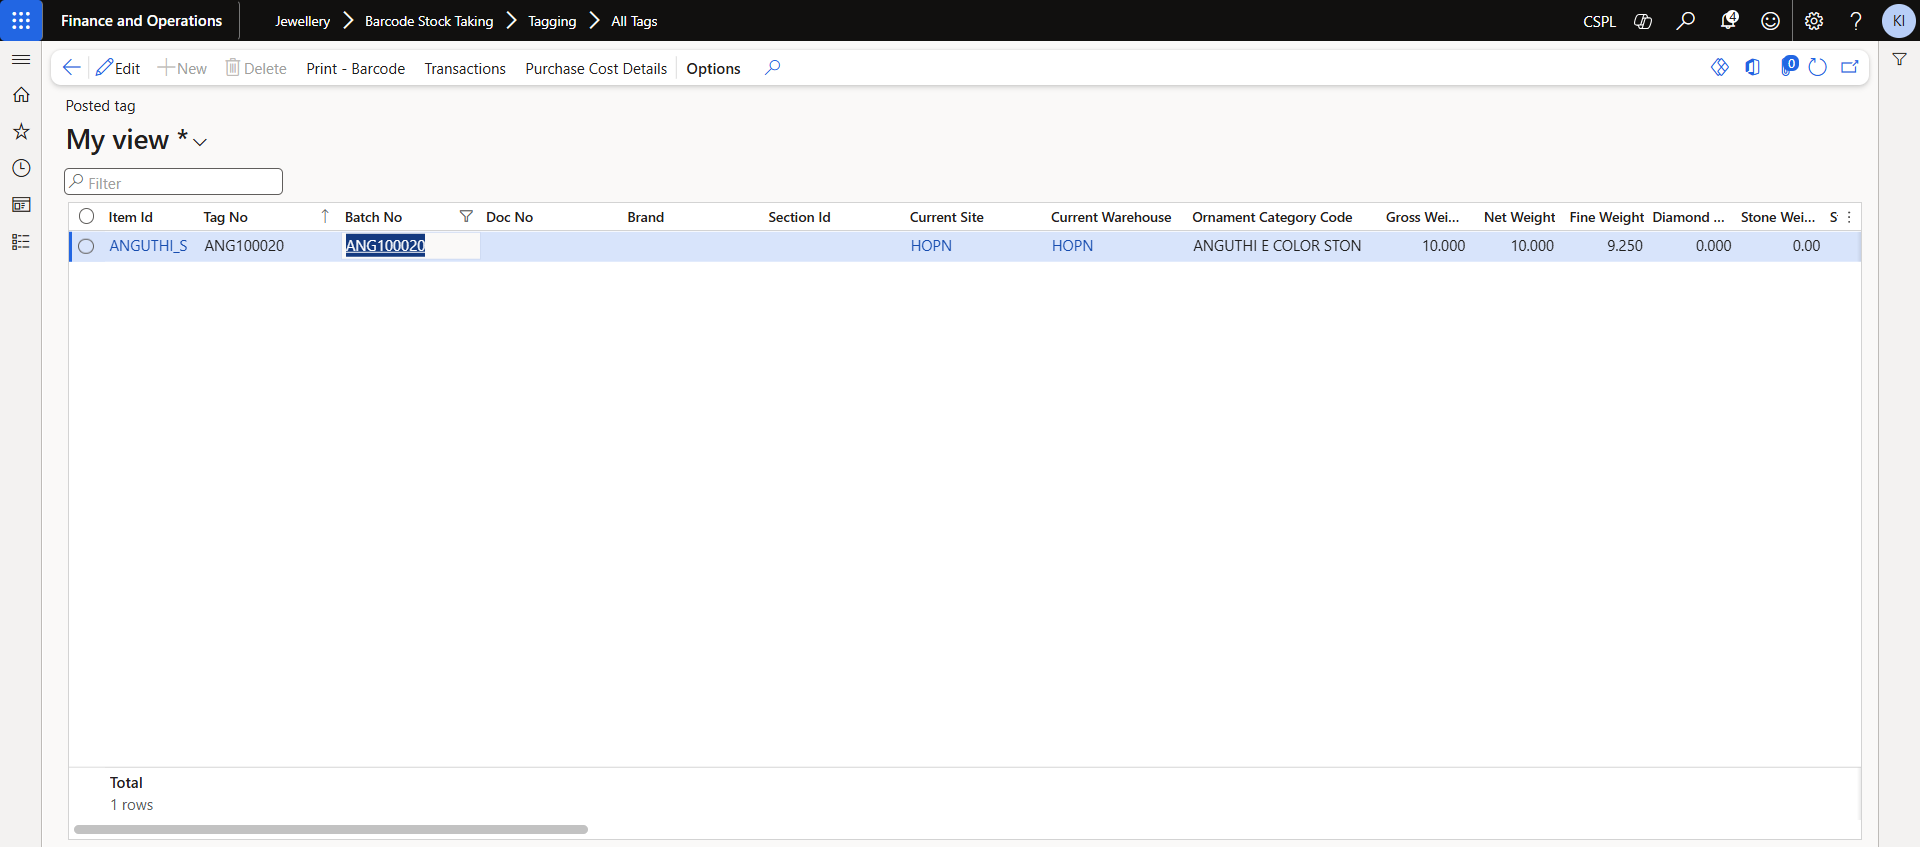 Finance and Operations Jewellery Barcode Stock Taking Tagging All Tags CSPL 4 ? KI
Edit New Delete Print - Barcode Transactions Purchase Cost Details Options 0
Posted tag
My view *
Filter
Item Id Tag No Batch No Doc No Brand Section Id Current Site Current Warehouse Ornament Category Code Gross Wei... Net Weight Fine Weight Diamond ... Stone Wei... S
ANGUTHI_S ANG100020 ANG100020 HOPN HOPN ANGUTHI E COLOR STON 10.000 10.000 9.250 0.000 0.00
Total
1 rows